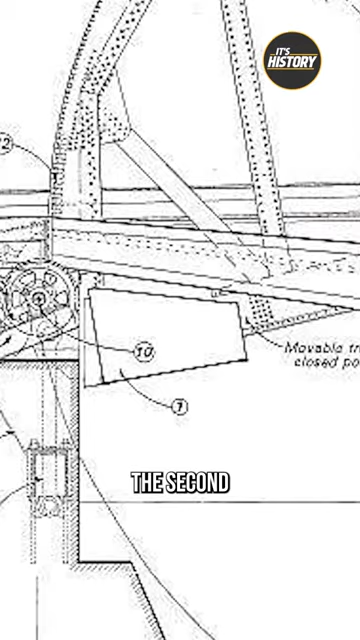 IT'S
HISTORY
12
10
Movable tr
closed po
7
THE SECOND